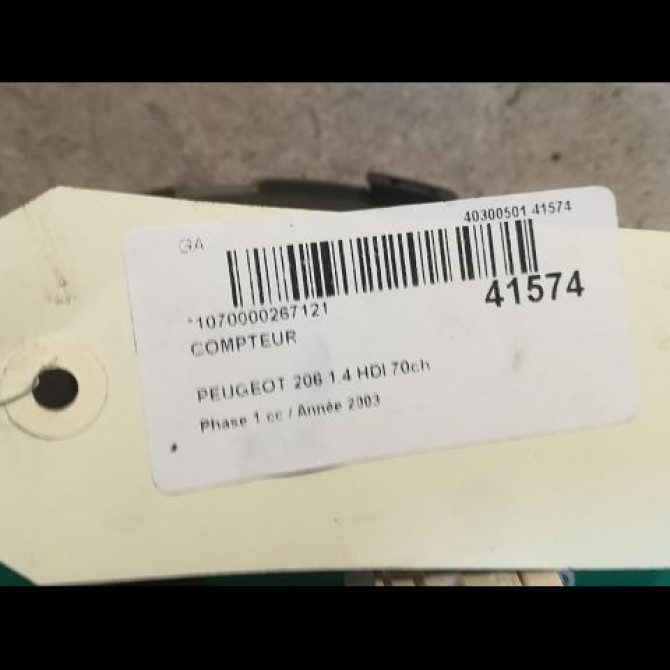 GA
40300501 41574
41574
*1070000267121
COMPTEUR
PEUGEOT 206 1.4 HDI 70ch
Phase 1 cc / Année 2003